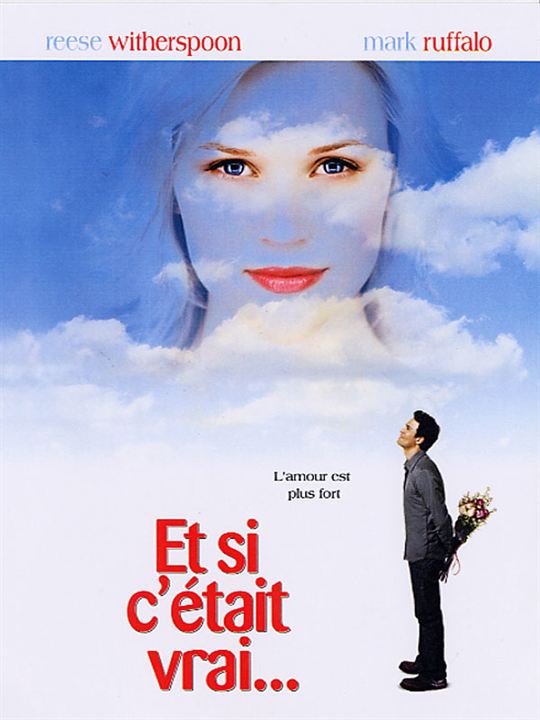 reese witherspoon mark ruffalo
L'amour est
plus fort
Et si
c'était
vrai...